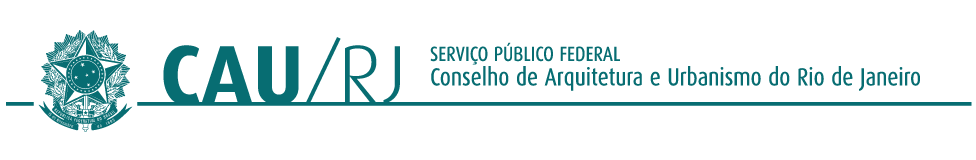 CAU/RJ
SERVIÇO PÚBLICO FEDERAL
Conselho de Arquitetura e Urbanismo do Rio de Janeiro